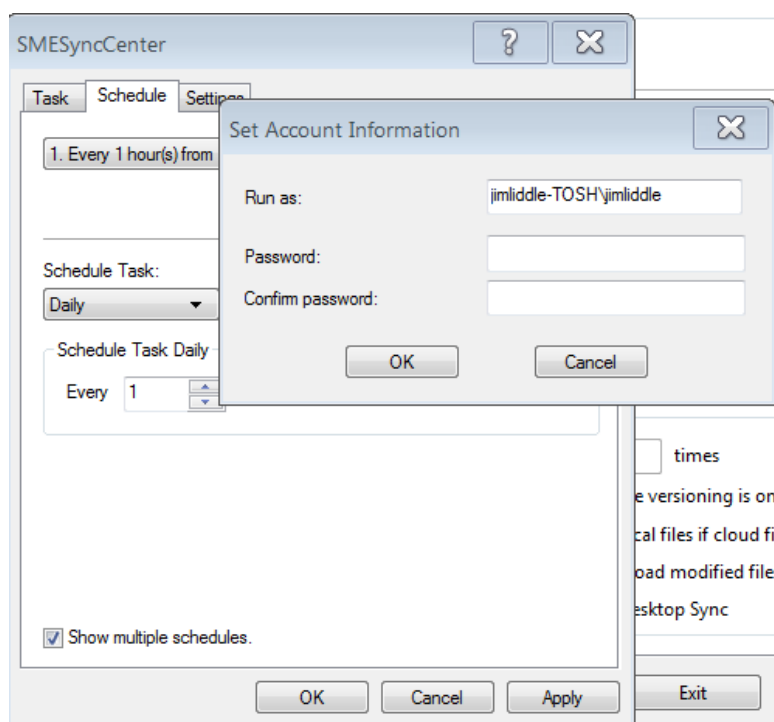 SMESyncCenter
Task Schedule Settings
1. Every 1 hour(s) from
Schedule Task:
Daily
Schedule Task Daily
Every 1
Show multiple schedules.
OK Cancel Apply
Set Account Information
Run as: jimliddle-TOSH\jimliddle
Password:
Confirm password:
OK Cancel
times
e versioning is on
cal files if cloud fi
oad modified file
esktop Sync
Exit